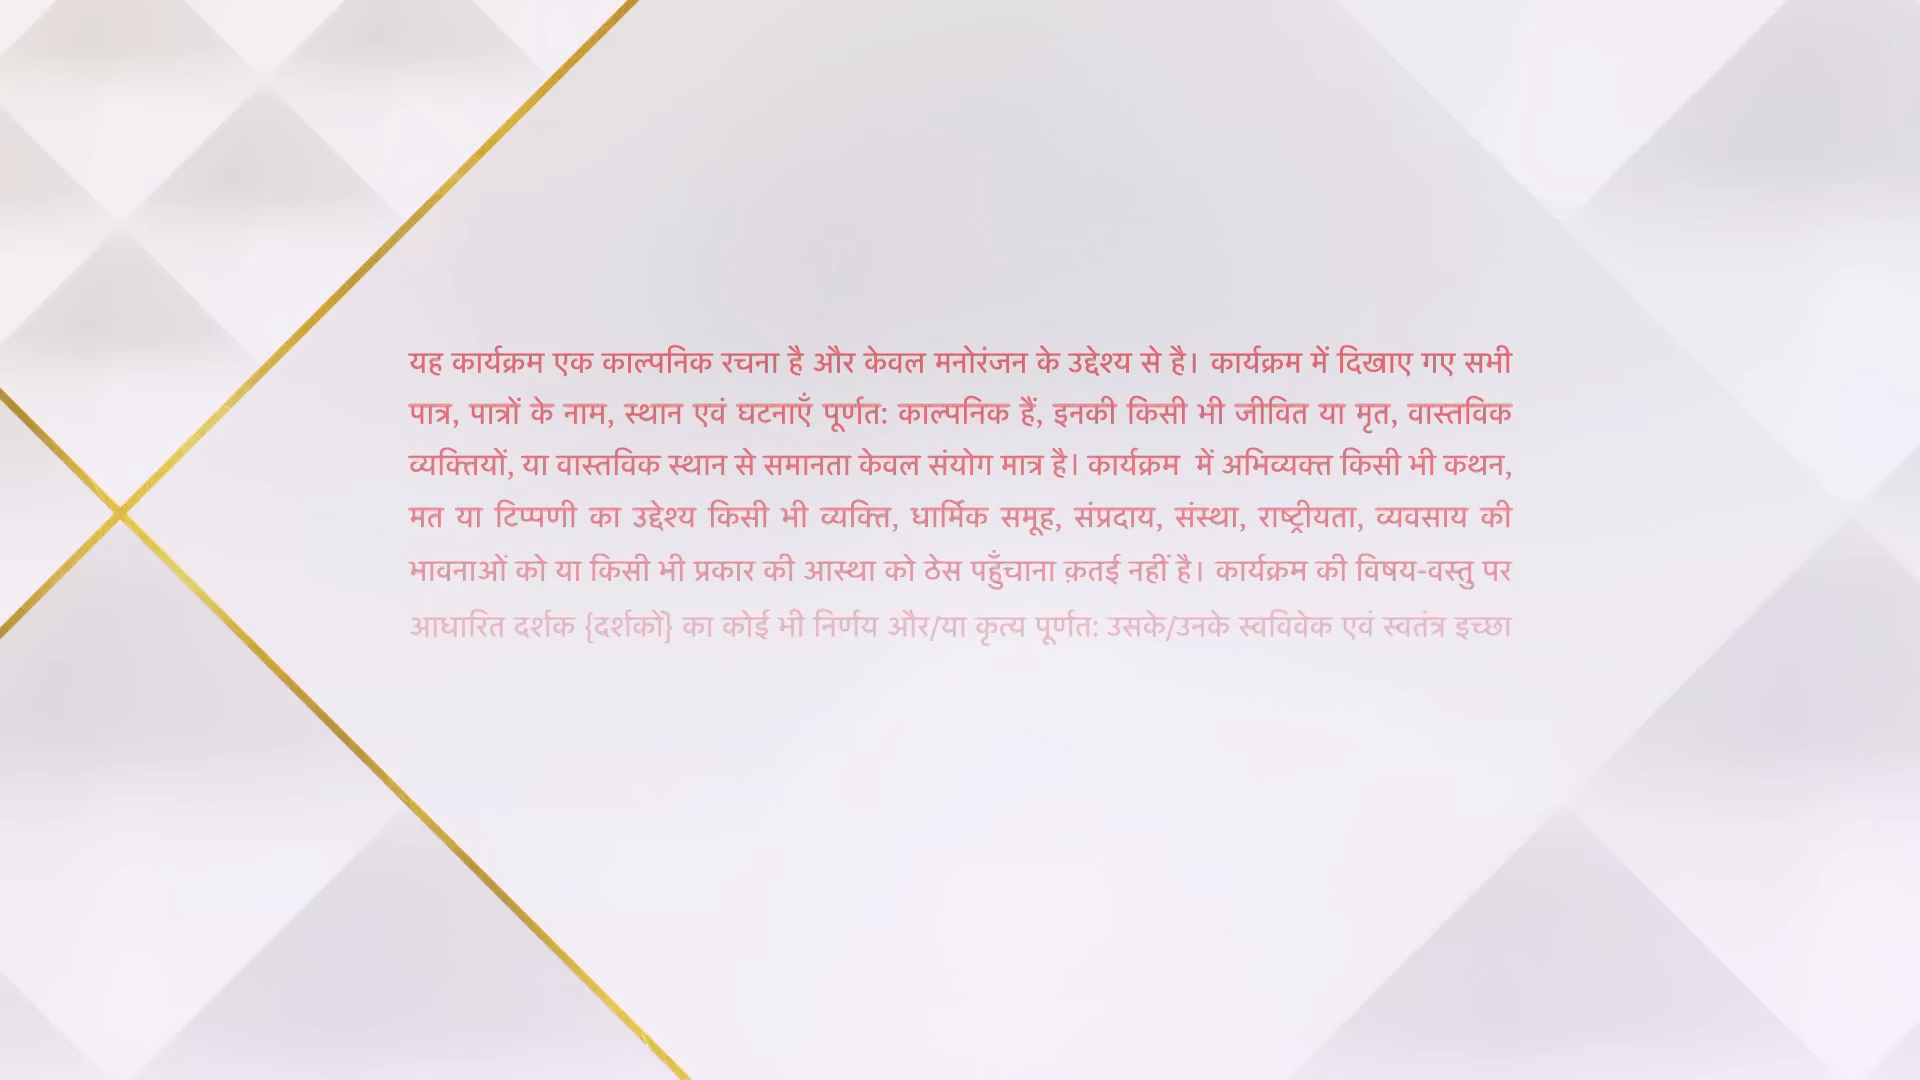 यह कार्यक्रम एक काल्पनिक रचना है और केवल मनोरंजन के उद्देश्य से है। कार्यक्रम में दिखाए गए सभी
पात्र, पात्रों के नाम, स्थान एवं घटनाएँ पूर्णत: काल्पनिक हैं, इनकी किसी भी जीवित या मृत, वास्तविक
व्यक्तियों, या वास्तविक स्थान से समानता केवल संयोग मात्र है। कार्यक्रम में अभिव्यक्त किसी भी कथन,
मत या टिप्पणी का उद्देश्य किसी भी व्यक्ति, धार्मिक समूह, संप्रदाय, संस्था, राष्ट्रीयता, व्यवसाय की
भावनाओं को या किसी भी प्रकार की आस्था को ठेस पहुँचाना क़तई नहीं है। कार्यक्रम की विषय-वस्तु पर
आधारित दर्शक {दर्शकों} का कोई भी निर्णय और/या कृत्य पूर्णत: उसके/उनके स्वविवेक एवं स्वतंत्र इच्छा